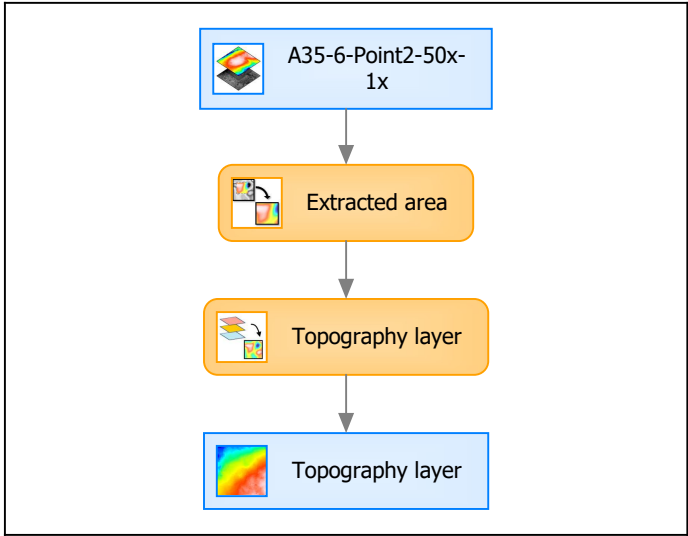 A35-6-Point2-50x-
1x
Extracted area
Topography layer
Topography layer